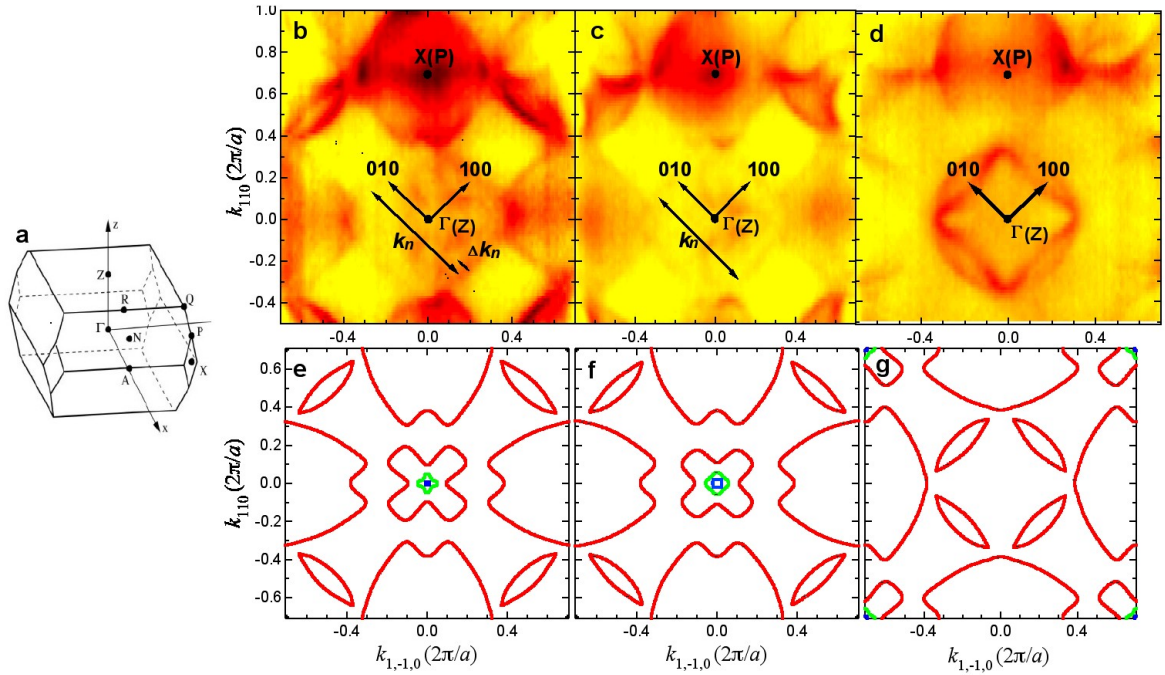 a
z
Z
R
Q
Γ
N
P
X
A
x
b
X(P)
010
100
Γ(Z)
kn
Δkn
k110(2π/a)
1.0
0.8
0.6
0.4
0.2
0.0
-0.2
-0.4
-0.4
0.0
0.4
c
X(P)
010
100
Γ(Z)
kn
-0.4
0.0
0.4
d
X(P)
010
100
Γ(Z)
-0.4
0.0
0.4
e
k110(2π/a)
0.6
0.4
0.2
0.0
-0.2
-0.4
-0.6
-0.4
0.0
0.4
k1,-1,0(2π/a)
f
-0.4
0.0
0.4
k1,-1,0(2π/a)
g
-0.4
0.0
0.4
k1,-1,0(2π/a)